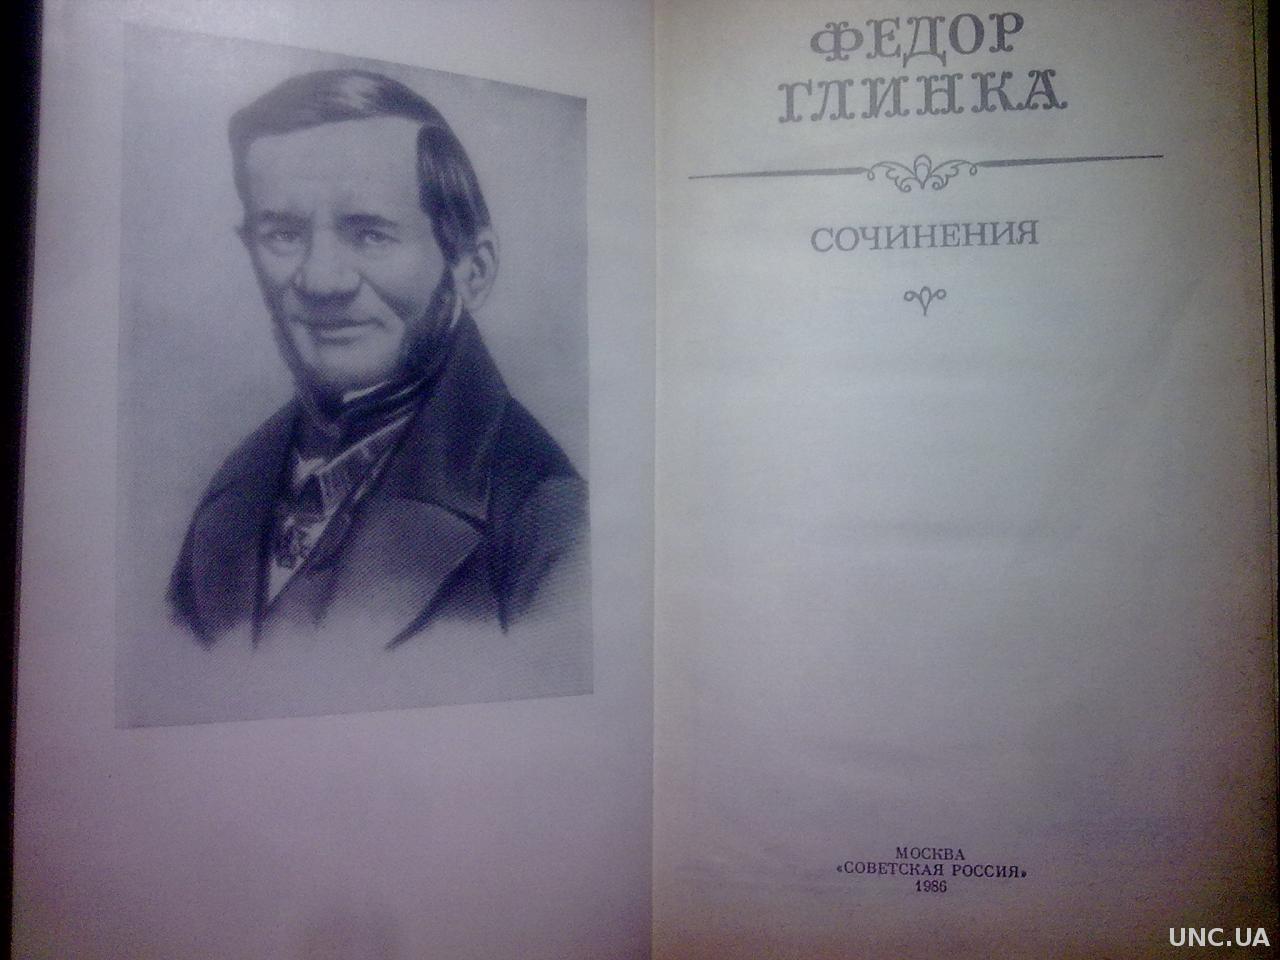 ФЕДОР
ГЛИНКА
СОЧИНЕНИЯ
МОСКВА
«СОВЕТСКАЯ РОССИЯ»
1986
UNC.UA